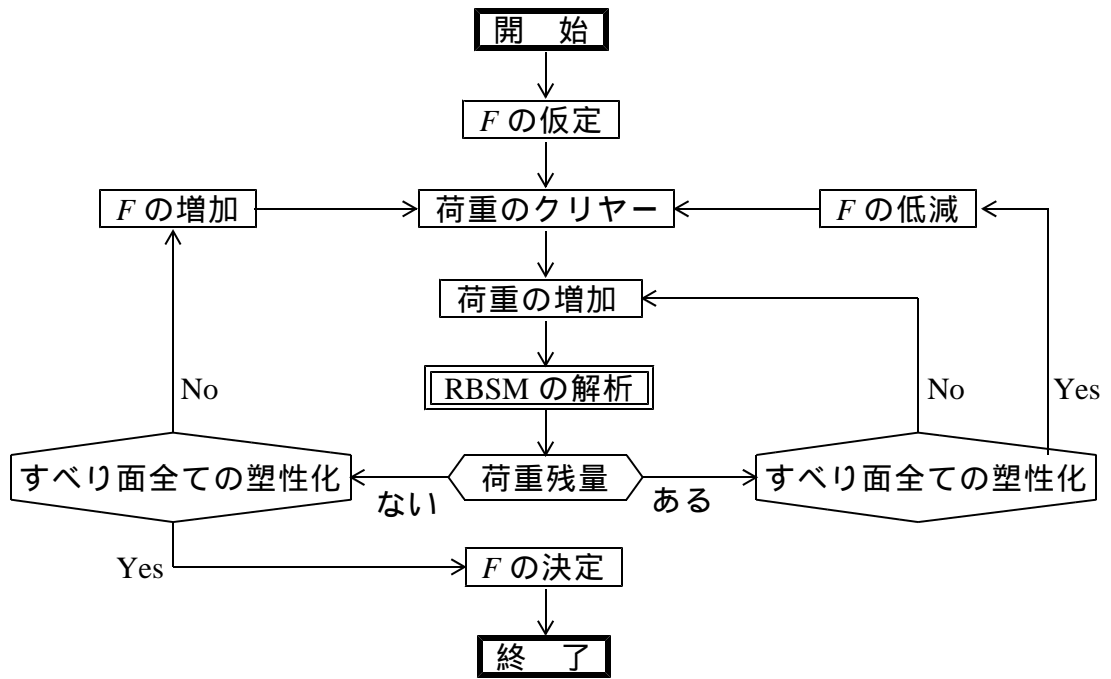 開 始
F の仮定
F の増加
荷重のクリヤー
F の低減
荷重の増加
No
RBSM の解析
No
Yes
すべり面全ての塑性化
ない
荷重残量
ある
すべり面全ての塑性化
Yes
F の決定
終 了